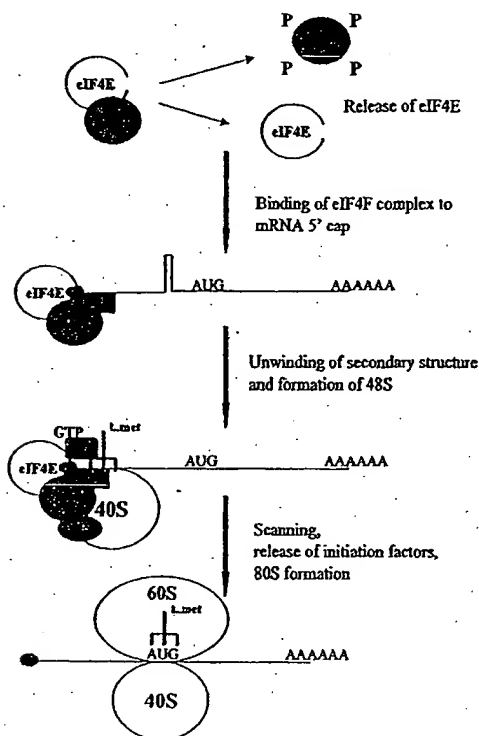 P P
eIF4E
P P
eIF4E
Release of eIF4E
Binding of eIF4F complex to
mRNA 5' cap
eIF4E
AUG
AAAAAA
Unwinding of secondary structure
and formation of 48S
GTP
t.met
eIF4E
40S
AUG
AAAAAA
Scanning,
release of initiation factors,
80S formation
60S
t.met
AUG
AAAAAA
40S